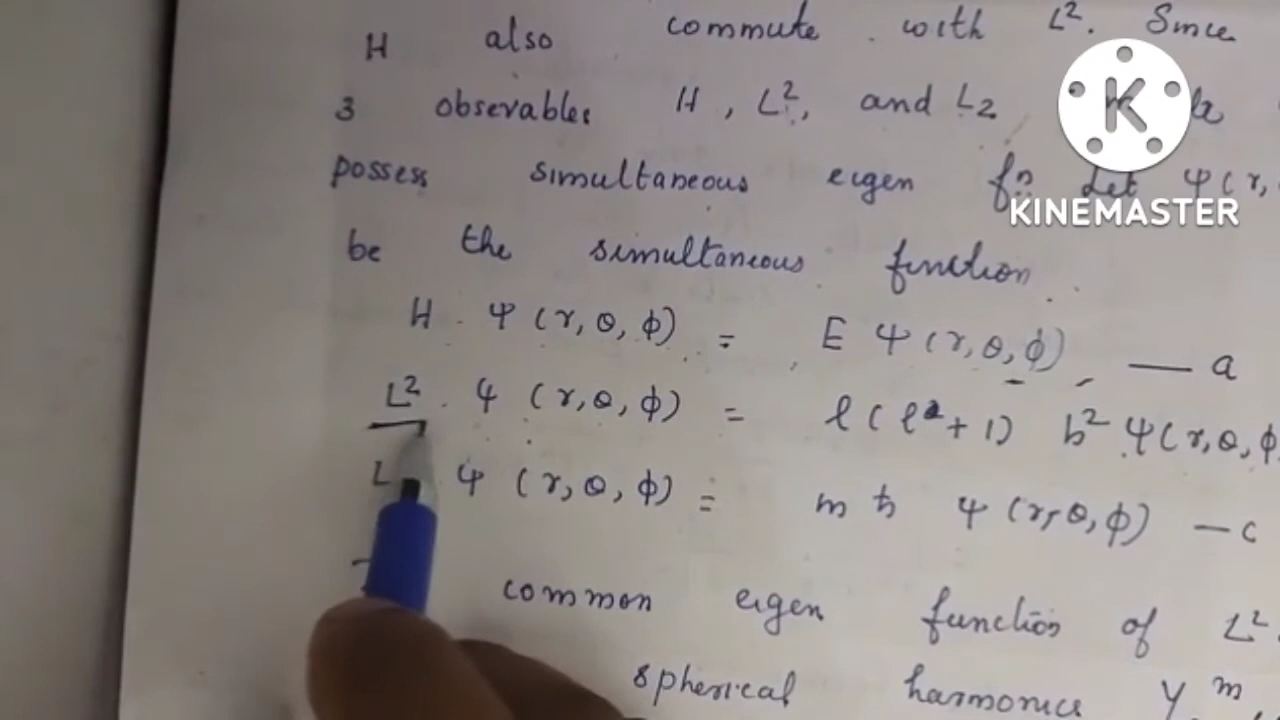 H also commute with L². Since
3 observables H, L², and Lz
possess simultaneous eigen fn Let ψ(r,
be the simultaneous function.
H ψ(r, θ, ϕ) = E ψ(r, θ, ϕ), — a
L² ψ(r, θ, ϕ) = l(l²+1) ħ² ψ(r, θ, ϕ
L ψ(r, θ, ϕ) = m ħ ψ(r, θ, ϕ) — c
common eigen function of L²
spherical harmonics Y m
K
KINEMASTER